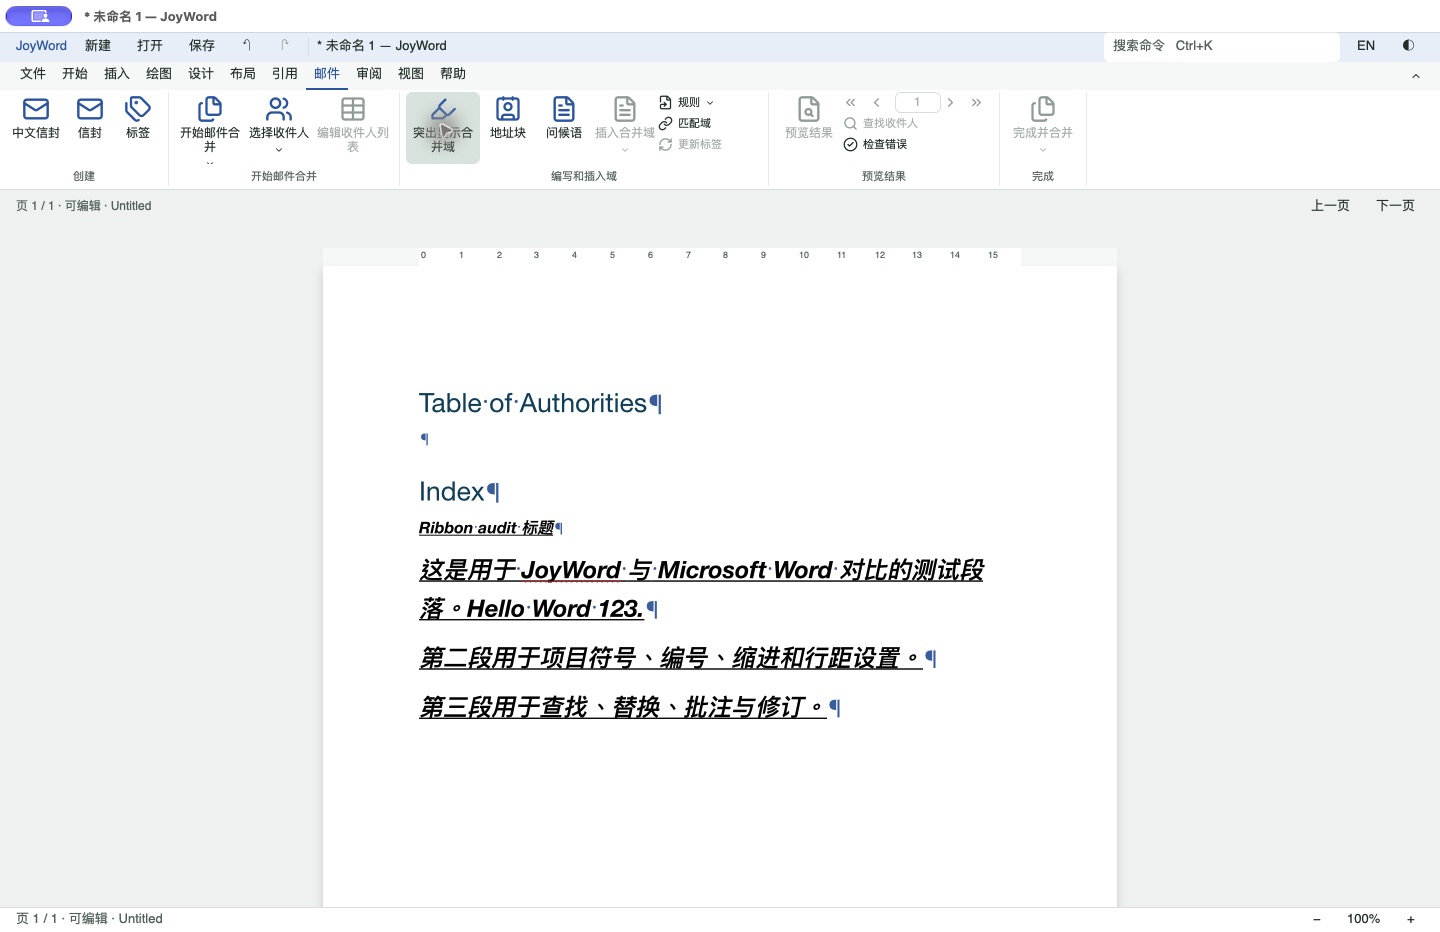 * 未命名 1 — JoyWord
JoyWord 新建 打开 保存 * 未命名 1 — JoyWord 搜索命令 Ctrl+K EN
文件 开始 插入 绘图 设计 布局 引用 邮件 审阅 视图 帮助
中文信封 信封 标签
创建
开始邮件合并 选择收件人 编辑收件人列表
开始邮件合并
突出显示合并域 地址块 问候语 插入合并域
规则
匹配域
更新标签
编写和插入域
预览结果
1
查找收件人
检查错误
预览结果
完成并合并
完成
页 1 / 1 · 可编辑 · Untitled 上一页 下一页
0 1 2 3 4 5 6 7 8 9 10 11 12 13 14 15
Table·of·Authorities¶
¶
Index¶
Ribbon·audit·标题¶
这是用于·JoyWord·与·Microsoft·Word·对比的测试段
落。Hello·Word·123.¶
第二段用于项目符号、编号、缩进和行距设置。¶
第三段用于查找、替换、批注与修订。¶
页 1 / 1 · 可编辑 · Untitled − 100% +